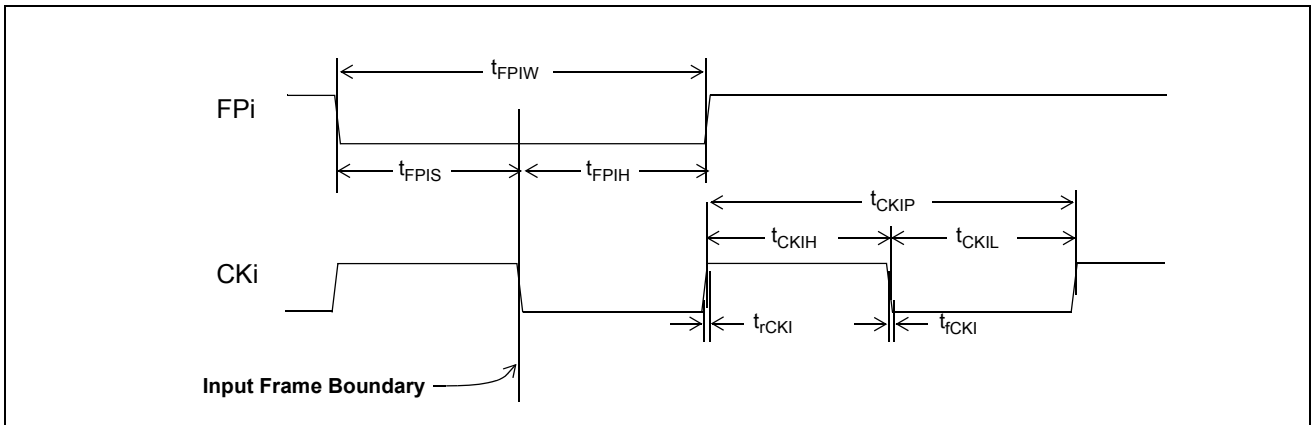 tFPIW
FPi
tFPIS
tFPIH
tCKIP
tCKIH
tCKIL
CKi
trCKI
tfCKI
Input Frame Boundary